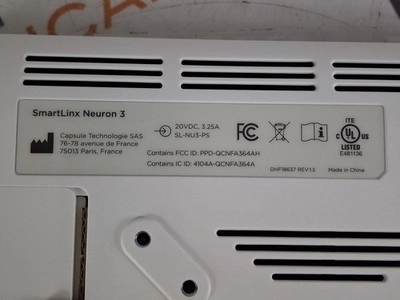 SmartLinx Neuron 3
Capsule Technologie SAS
76-78 avenue de France
75013 Paris, France
20VDC, 3.25A
SL-NU3-PS
Contains FCC ID: PPD-QCNFA364AH
Contains IC ID: 4104A-QCNFA364A
FC
i
ITE
c UL US
LISTED
E481136
DHF18637 REV1.3
Made in China